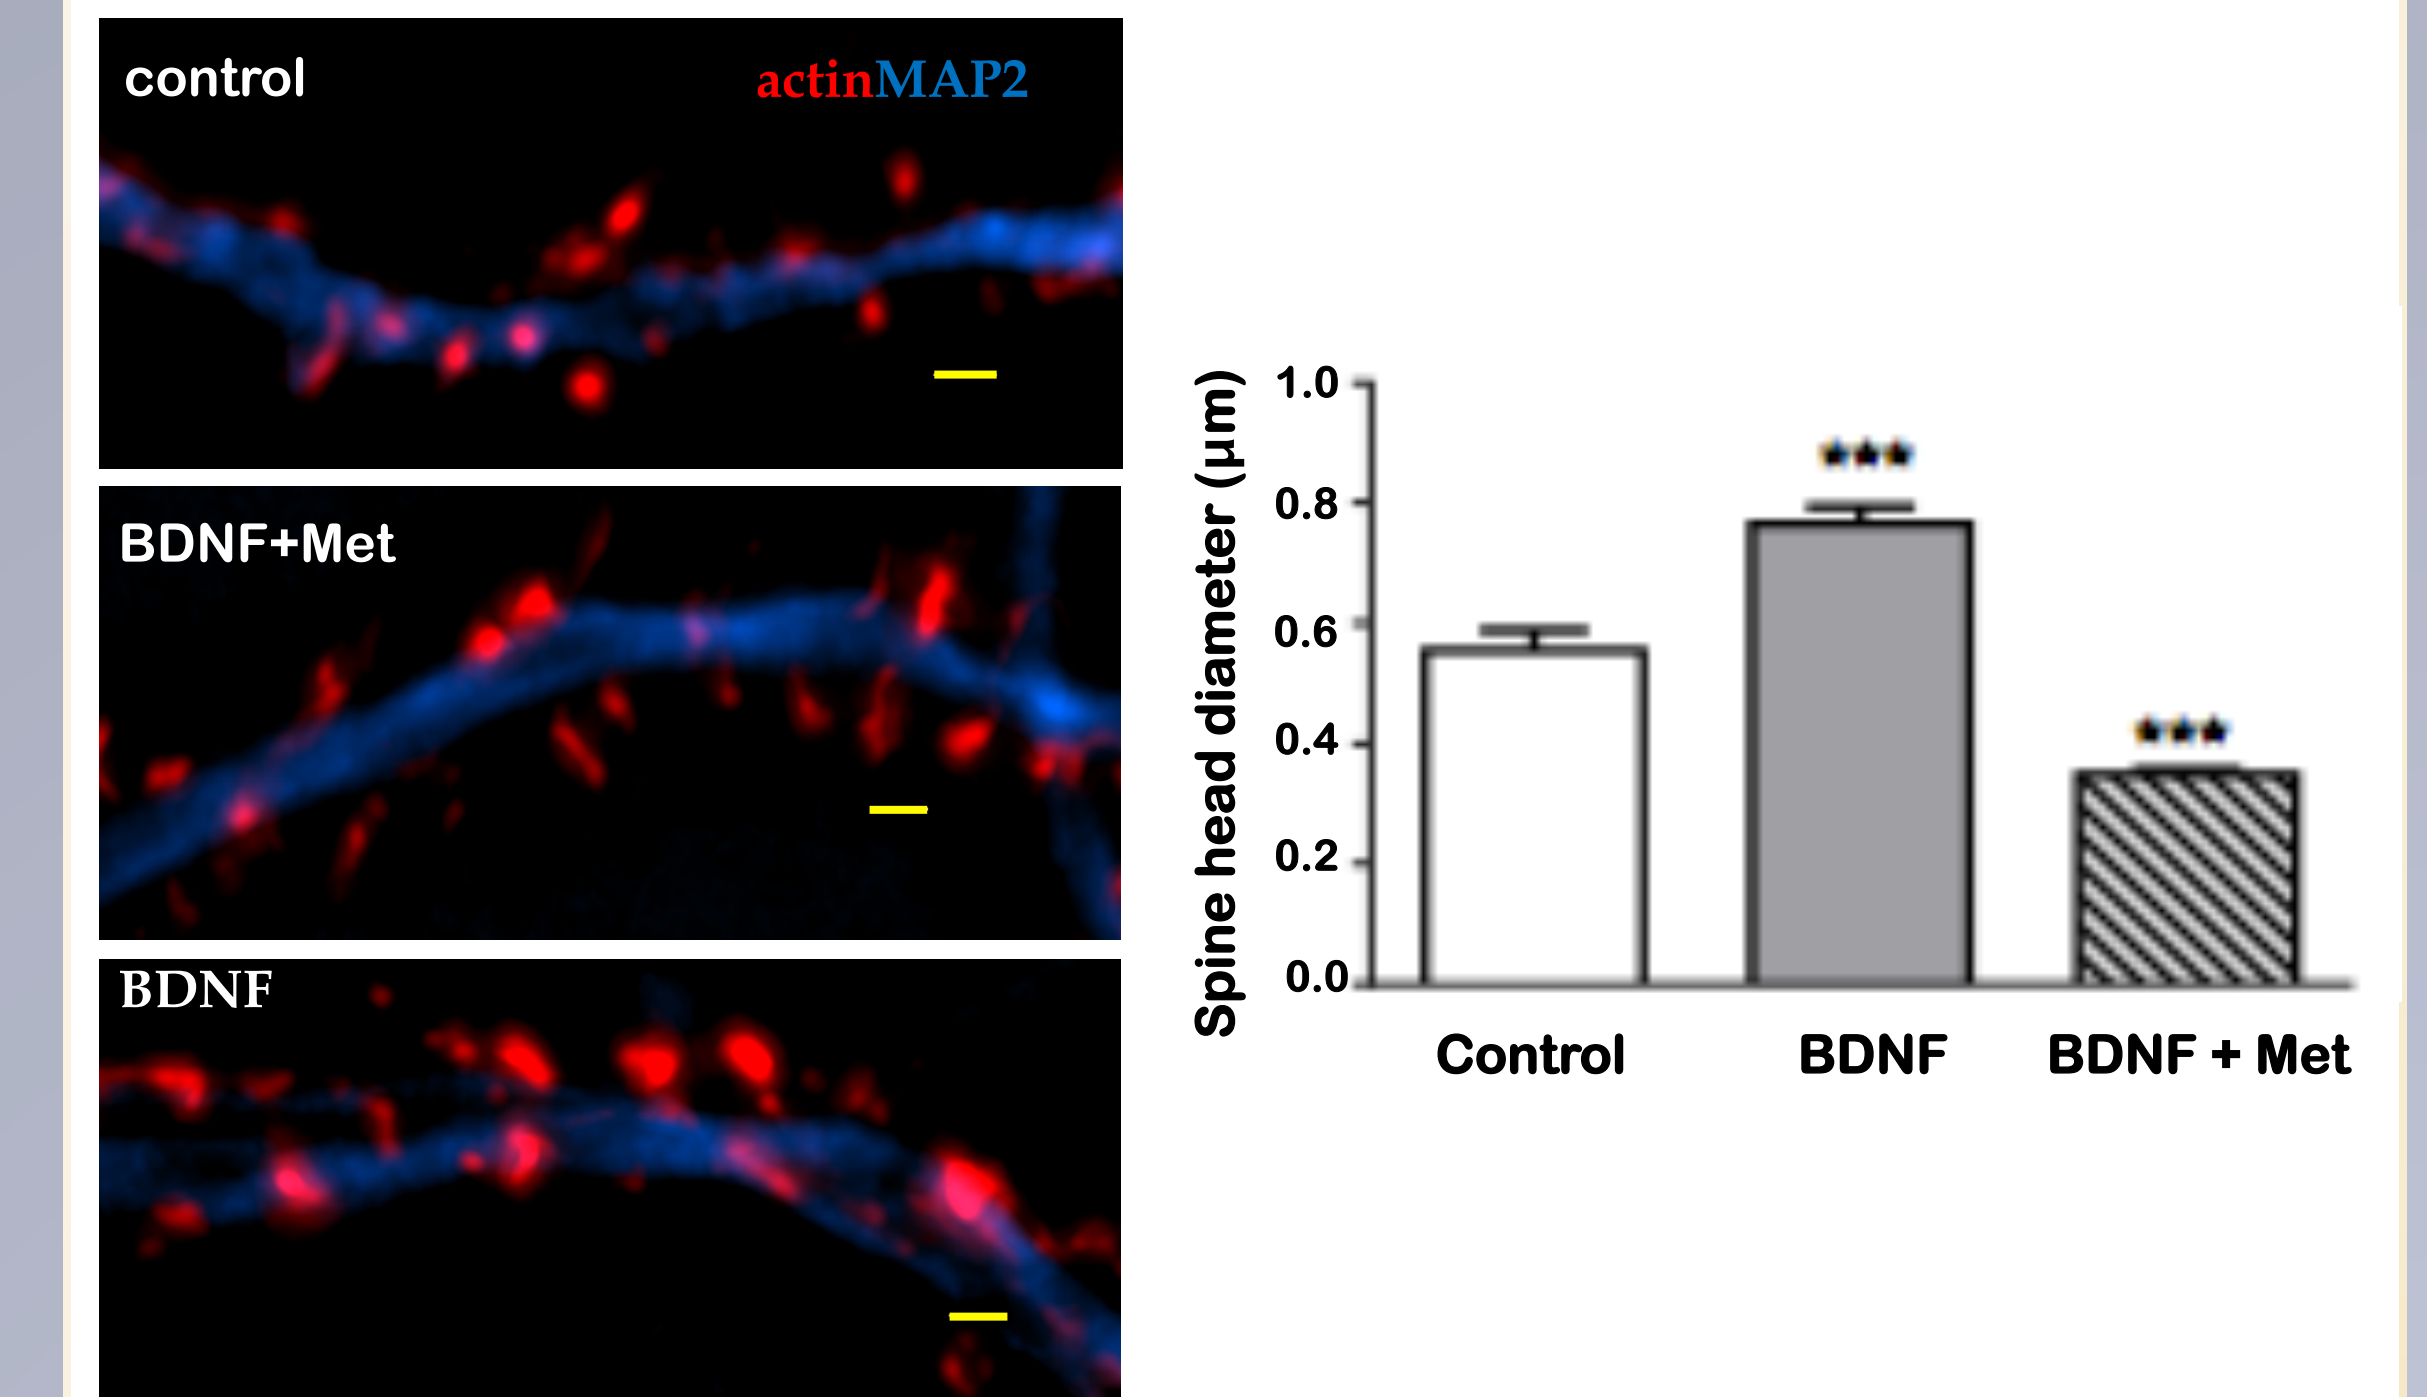 control
actinMAP2
BDNF+Met
BDNF
Spine head diameter (µm)
1.0
0.8
0.6
0.4
0.2
0.0
***
***
Control
BDNF
BDNF + Met